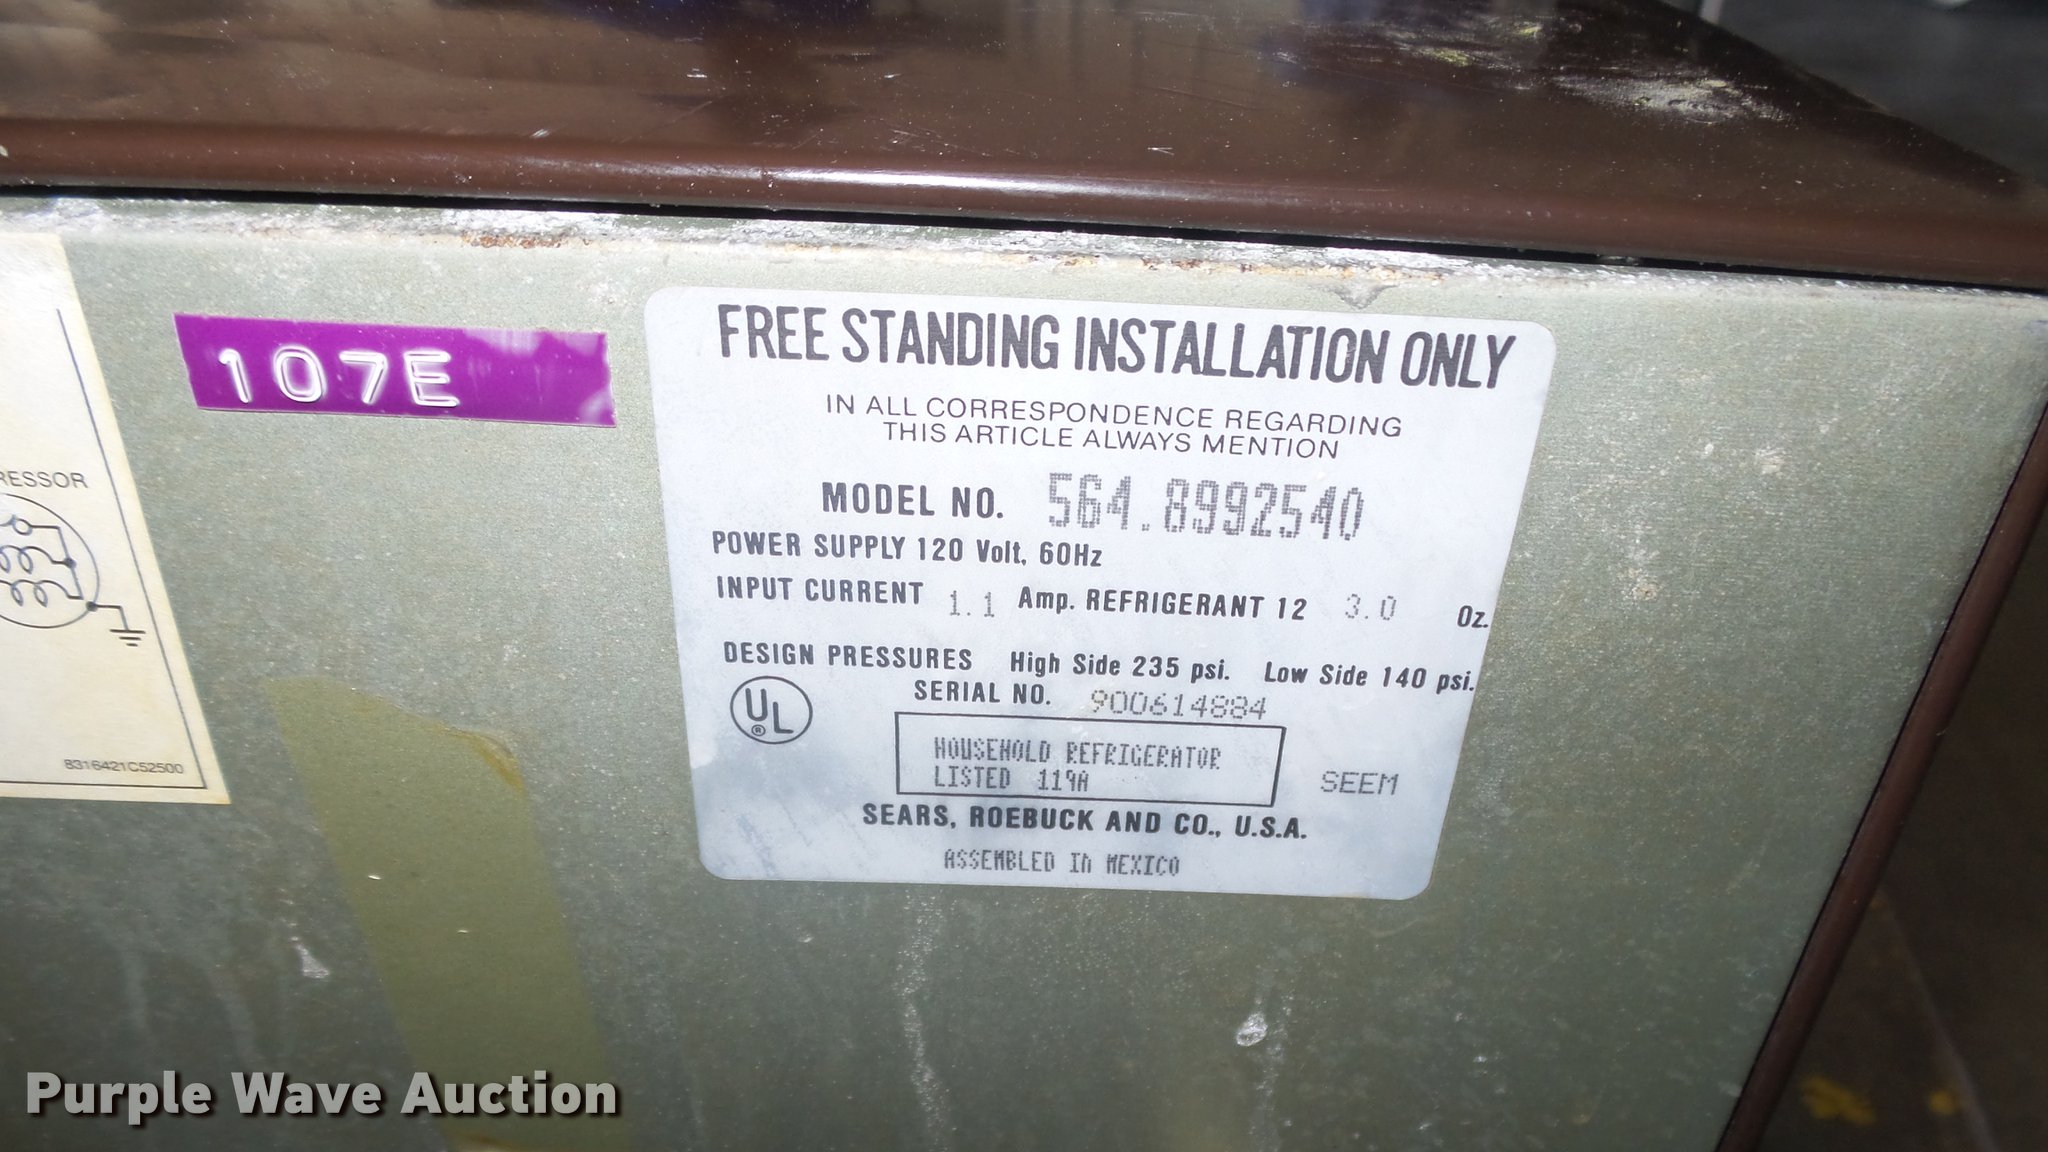 107E
RESSOR
8316421C52500
FREE STANDING INSTALLATION ONLY
IN ALL CORRESPONDENCE REGARDING
THIS ARTICLE ALWAYS MENTION
MODEL NO. 564.8992540
POWER SUPPLY 120 Volt, 60Hz
INPUT CURRENT 1.1 Amp. REFRIGERANT 12 3.0 Oz.
DESIGN PRESSURES High Side 235 psi. Low Side 140 psi.
SERIAL NO. 900614884
UL®
HOUSEHOLD REFRIGERATOR
LISTED 119A
SEEM
SEARS, ROEBUCK AND CO., U.S.A.
ASSEMBLED IN MEXICO
Purple Wave Auction